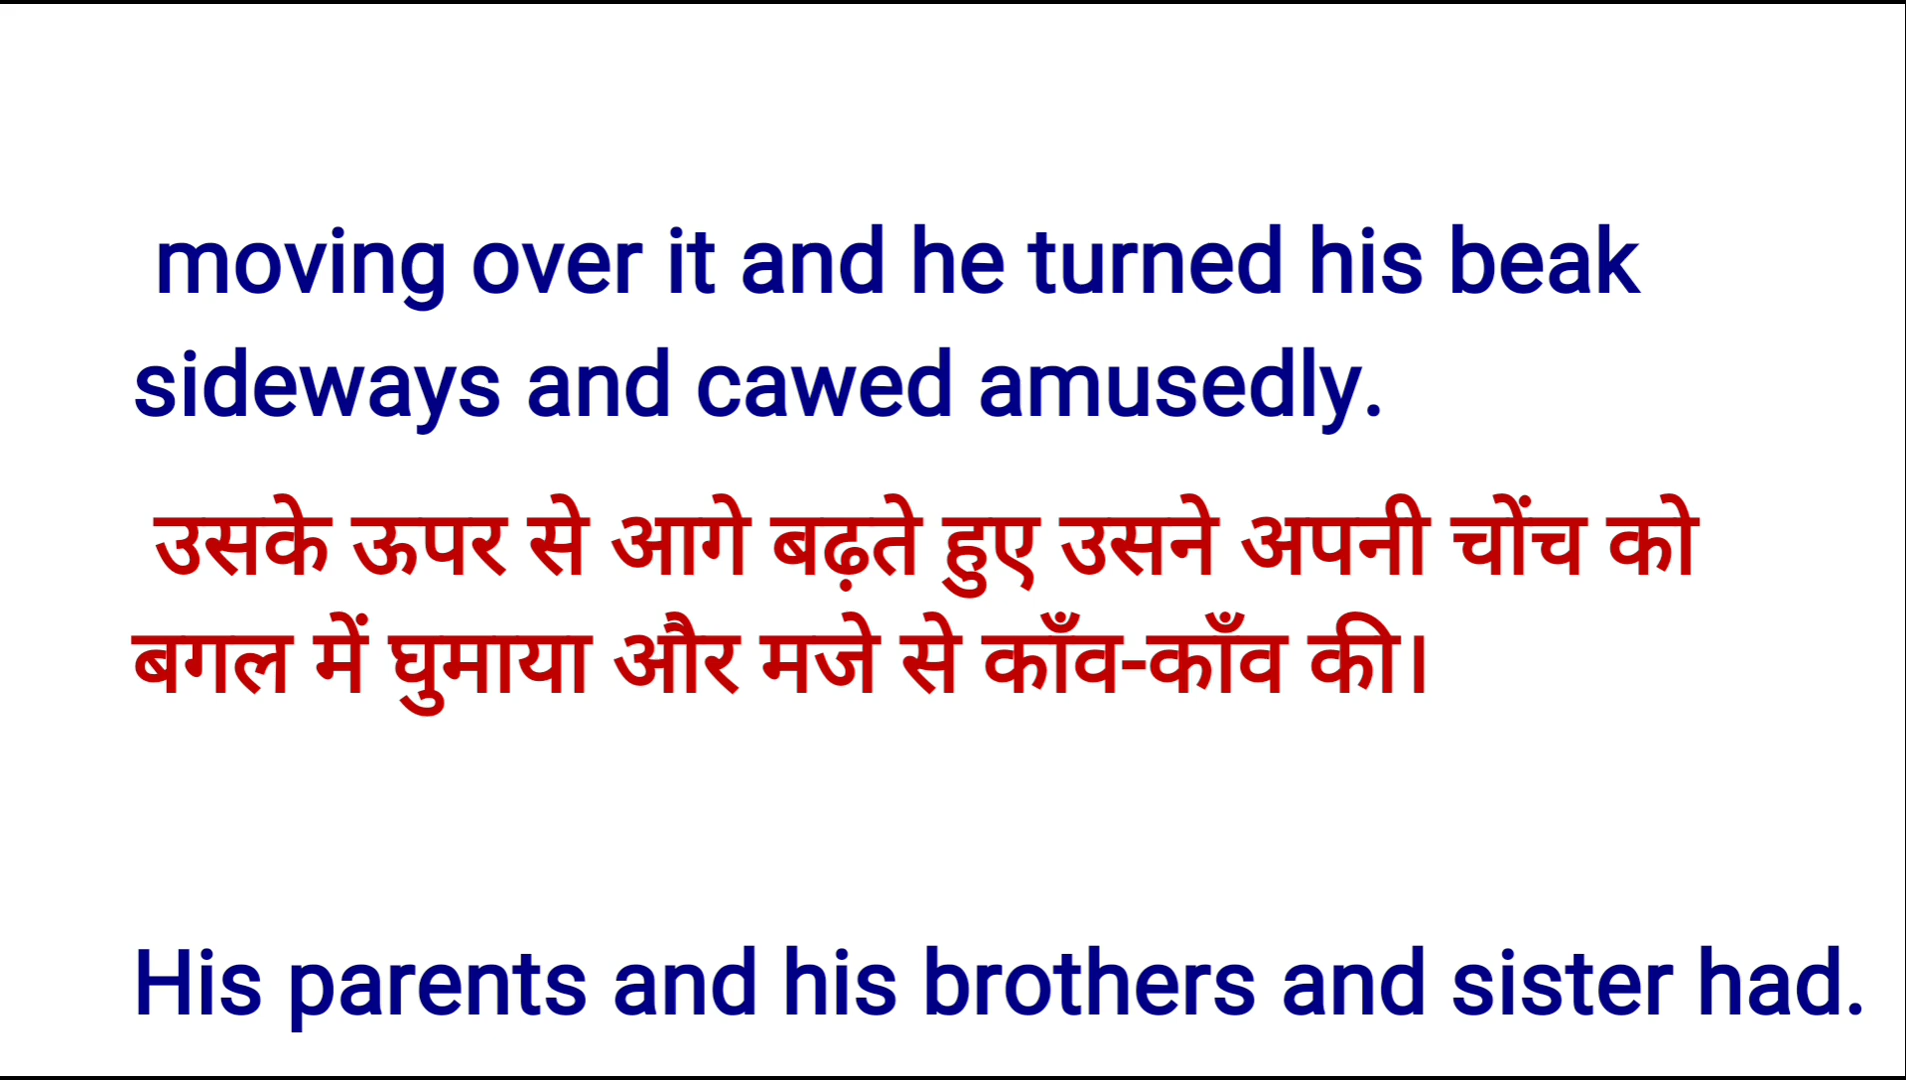 moving over it and he turned his beak
sideways and cawed amusedly.
उसके ऊपर से आगे बढ़ते हुए उसने अपनी चोंच को
बगल में घुमाया और मजे से काँव-काँव की।
His parents and his brothers and sister had.